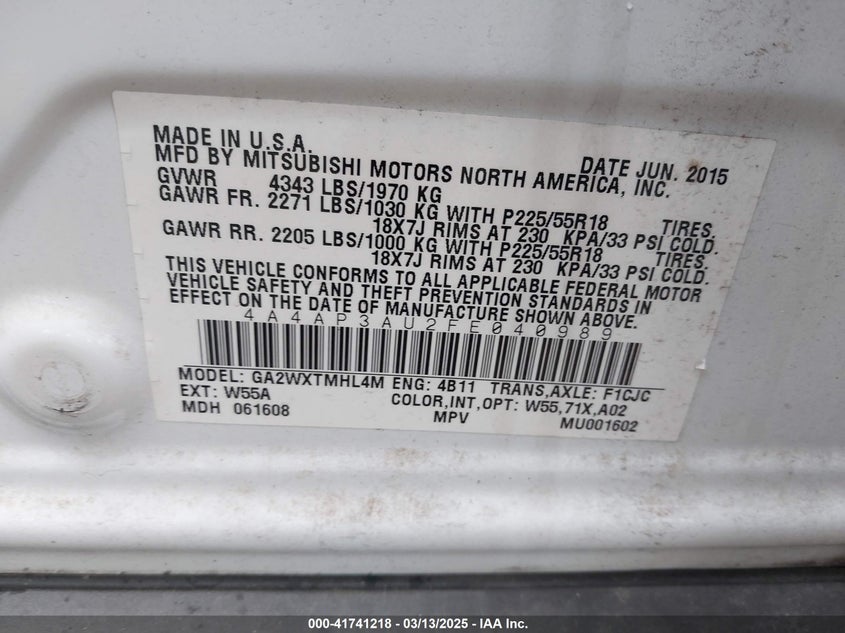 MADE IN U.S.A. DATE JUN. 2015
MFD BY MITSUBISHI MOTORS NORTH AMERICA, INC.
GVWR 4343 LBS/1970 KG
GAWR FR. 2271 LBS/1030 KG WITH P225/55R18 TIRES.
18X7J RIMS AT 230 KPA/33 PSI COLD.
GAWR RR. 2205 LBS/1000 KG WITH P225/55R18 TIRES.
18X7J RIMS AT 230 KPA/33 PSI COLD.
THIS VEHICLE CONFORMS TO ALL APPLICABLE FEDERAL MOTOR
VEHICLE SAFETY AND THEFT PREVENTION STANDARDS IN
EFFECT ON THE DATE OF MANUFACTURE SHOWN ABOVE.
4A4AP3AU2FE040989
MODEL: GA2WXTMHL4M ENG: 4B11 TRANS,AXLE: F1CJC
EXT: W55A COLOR,INT,OPT: W55,71X,A02
MDH 061608 MPV MU001602
000-41741218 - 03/13/2025 - IAA Inc.